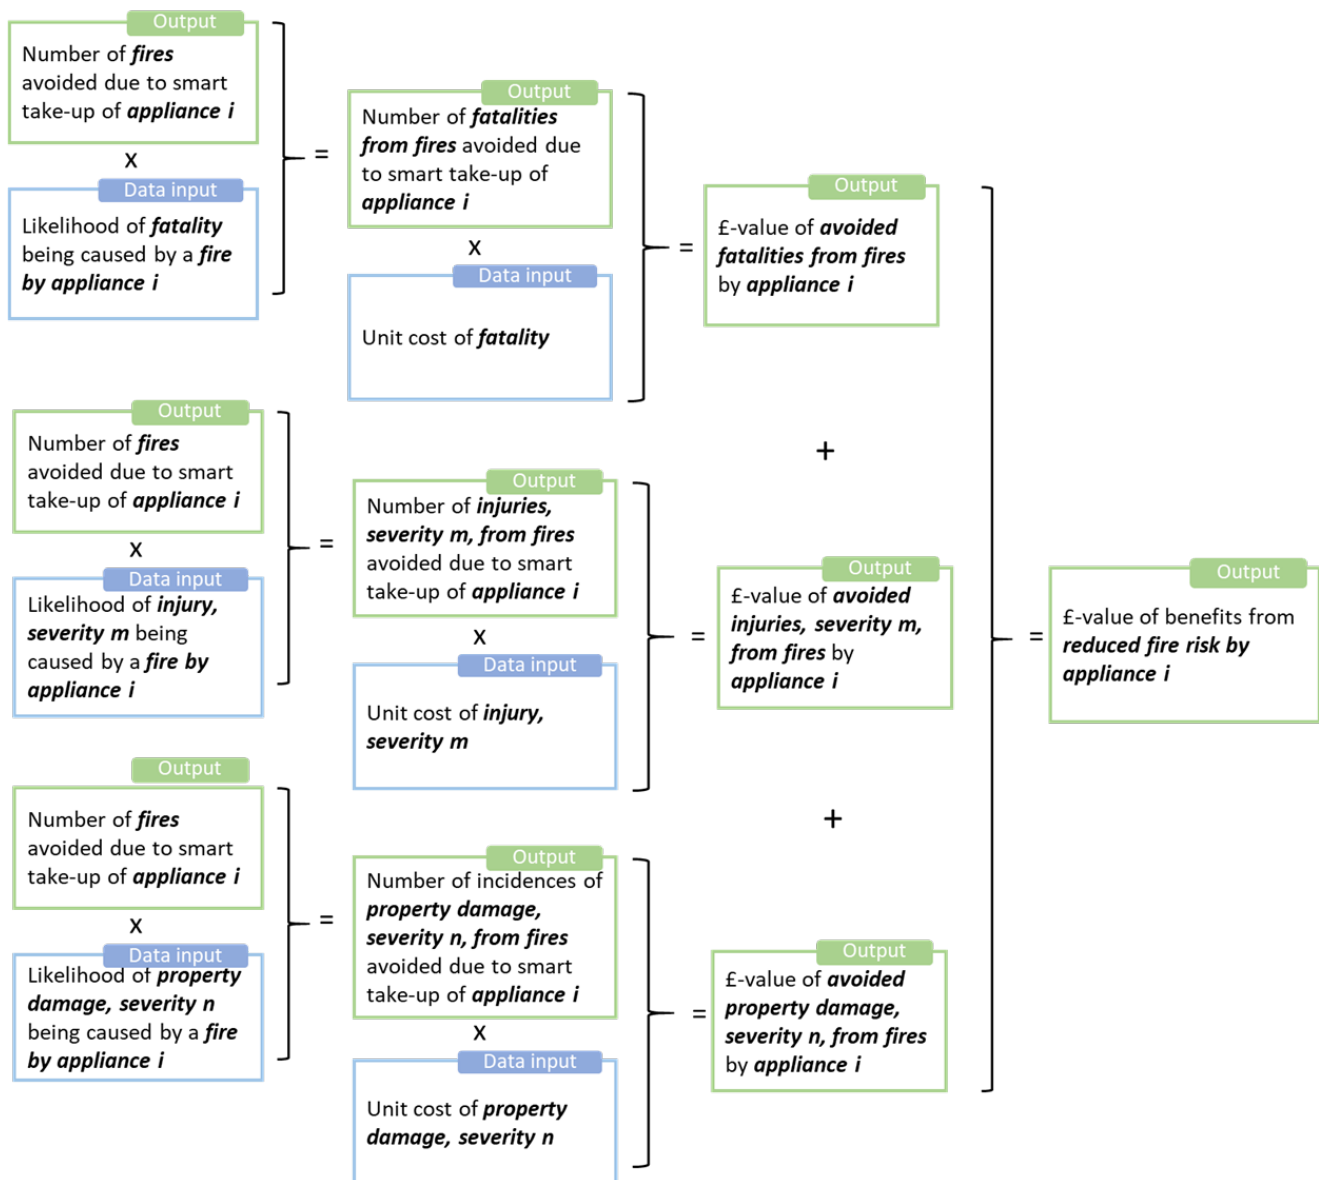 Output
Number of fires
avoided due to smart
take-up of appliance i
x
Data input
Likelihood of fatality
being caused by a fire
by appliance i
=
Output
Number of fatalities
from fires avoided due
to smart take-up of
appliance i
x
Data input
Unit cost of fatality
=
Output
£-value of avoided
fatalities from fires
by appliance i
+
Output
Number of fires
avoided due to smart
take-up of appliance i
x
Data input
Likelihood of injury,
severity m being
caused by a fire by
appliance i
=
Output
Number of injuries,
severity m, from fires
avoided due to smart
take-up of appliance i
x
Data input
Unit cost of injury,
severity m
=
Output
£-value of avoided
injuries, severity m,
from fires by
appliance i
+
Output
Number of fires
avoided due to smart
take-up of appliance i
x
Data input
Likelihood of property
damage, severity n
being caused by a fire
by appliance i
=
Output
Number of incidences of
property damage,
severity n, from fires
avoided due to smart
take-up of appliance i
x
Data input
Unit cost of property
damage, severity n
=
Output
£-value of avoided
property damage,
severity n, from fires
by appliance i
=
Output
£-value of benefits from
reduced fire risk by
appliance i